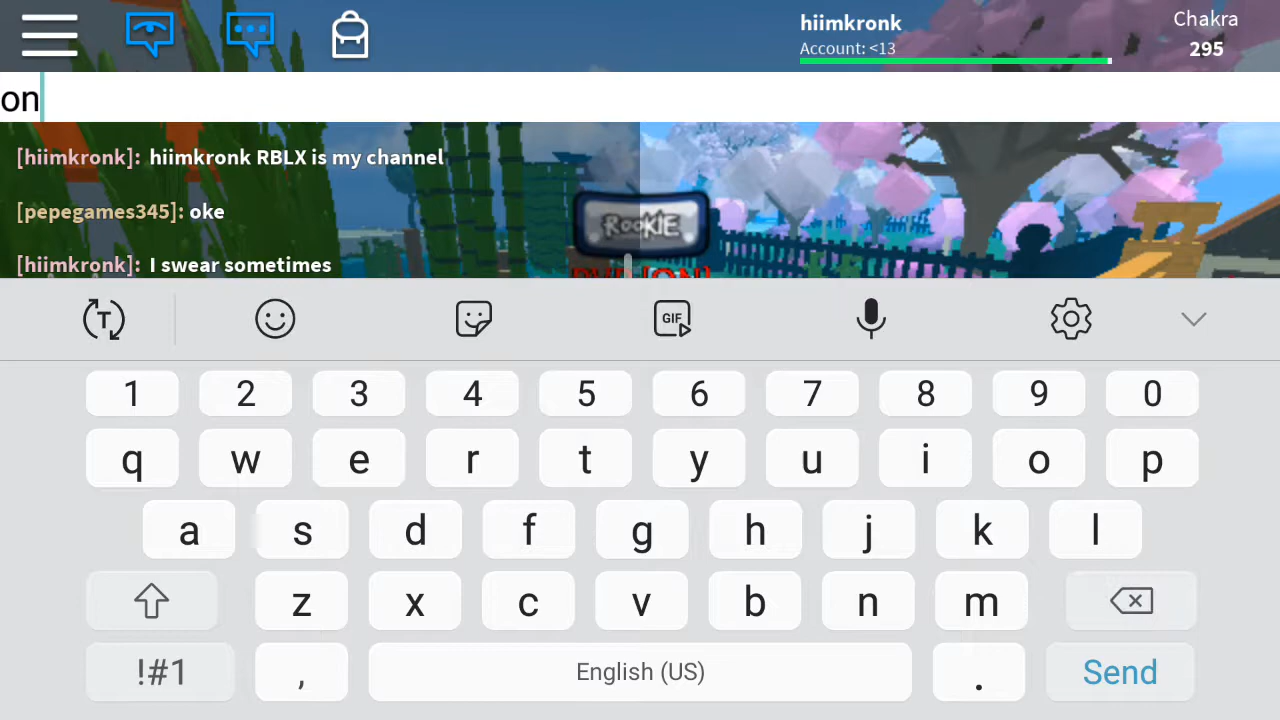 hiimkronk
Account: <13
Chakra
295
on
[hiimkronk]: hiimkronk RBLX is my channel
[pepegames345]: oke
[hiimkronk]: I swear sometimes
ROOKIE
T
GIF
1 2 3 4 5 6 7 8 9 0
q w e r t y u i o p
a s d f g h j k l
z x c v b n m
!#1 , English (US) . Send